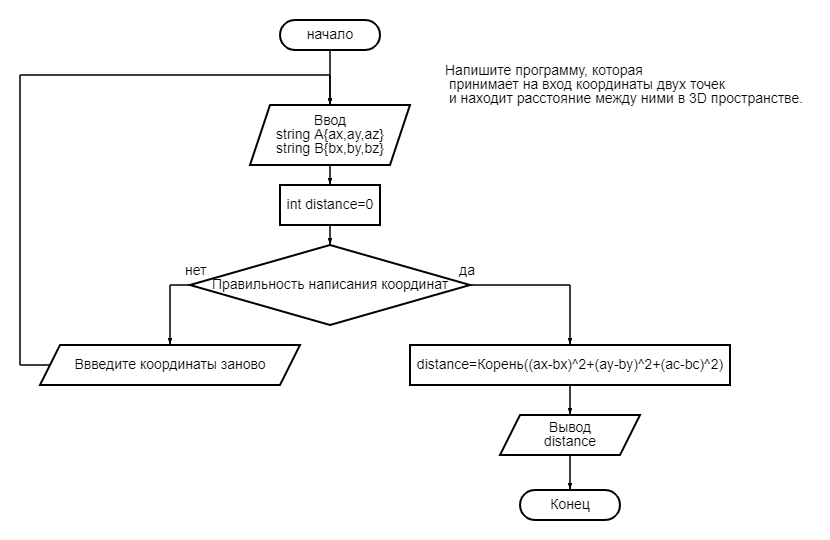 начало
Напишите программу, которая
принимает на вход координаты двух точек
и находит расстояние между ними в 3D пространстве.
Ввод
string A{ax,ay,az}
string B{bx,by,bz}
int distance=0
нет
да
Правильность написания координат
Ввведите координаты заново
distance=Корень((ax-bx)^2+(ay-by)^2+(ac-bc)^2)
Вывод
distance
Конец